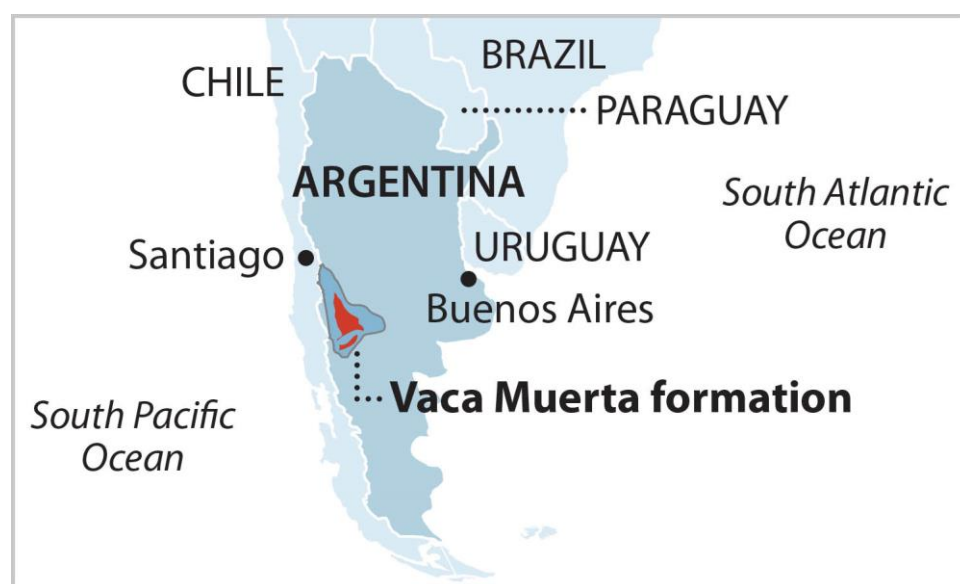 BRAZIL
CHILE
PARAGUAY
ARGENTINA
South Atlantic
Ocean
URUGUAY
Santiago
Buenos Aires
Vaca Muerta formation
South Pacific
Ocean